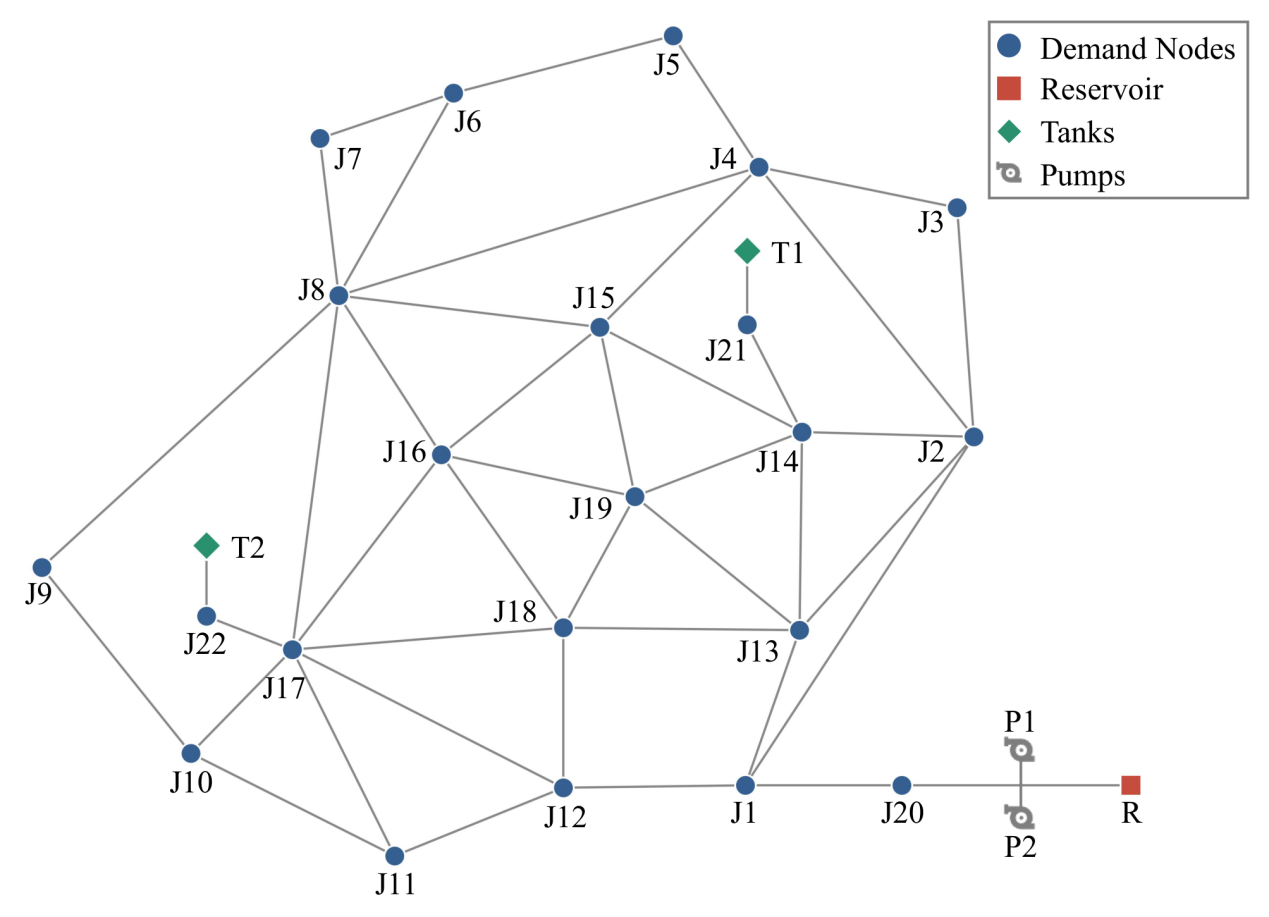 Demand Nodes
Reservoir
Tanks
Pumps
J5
J6
J7
J4
J3
T1
J8
J15
J21
J16
J14
J2
J19
T2
J9
J18
J22
J13
J17
P1
J10
J12
J1
J20
R
P2
J11